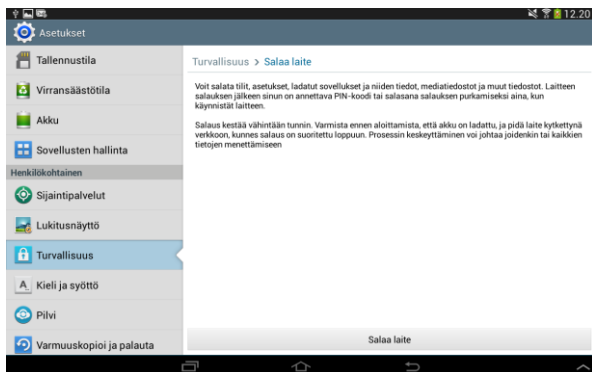 12.20
Asetukset
Tallennustila
Virransäästötila
Akku
Sovellusten hallinta
Henkilökohtainen
Sijaintipalvelut
Lukitusnäyttö
Turvallisuus
Kieli ja syöttö
Pilvi
Varmuuskopioi ja palauta
Turvallisuus > Salaa laite
Voit salata tilit, asetukset, ladatut sovellukset ja niiden tiedot, mediatiedostot ja muut tiedostot. Laitteen
salauksen jälkeen sinun on annettava PIN-koodi tai salasana salauksen purkamiseksi aina, kun
käynnistät laitteen.
Salaus kestää vähintään tunnin. Varmista ennen aloittamista, että akku on ladattu, ja pidä laite kytkettynä
verkkoon, kunnes salaus on suoritettu loppuun. Prosessin keskeyttäminen voi johtaa joidenkin tai kaikkien
tietojen menettämiseen
Salaa laite